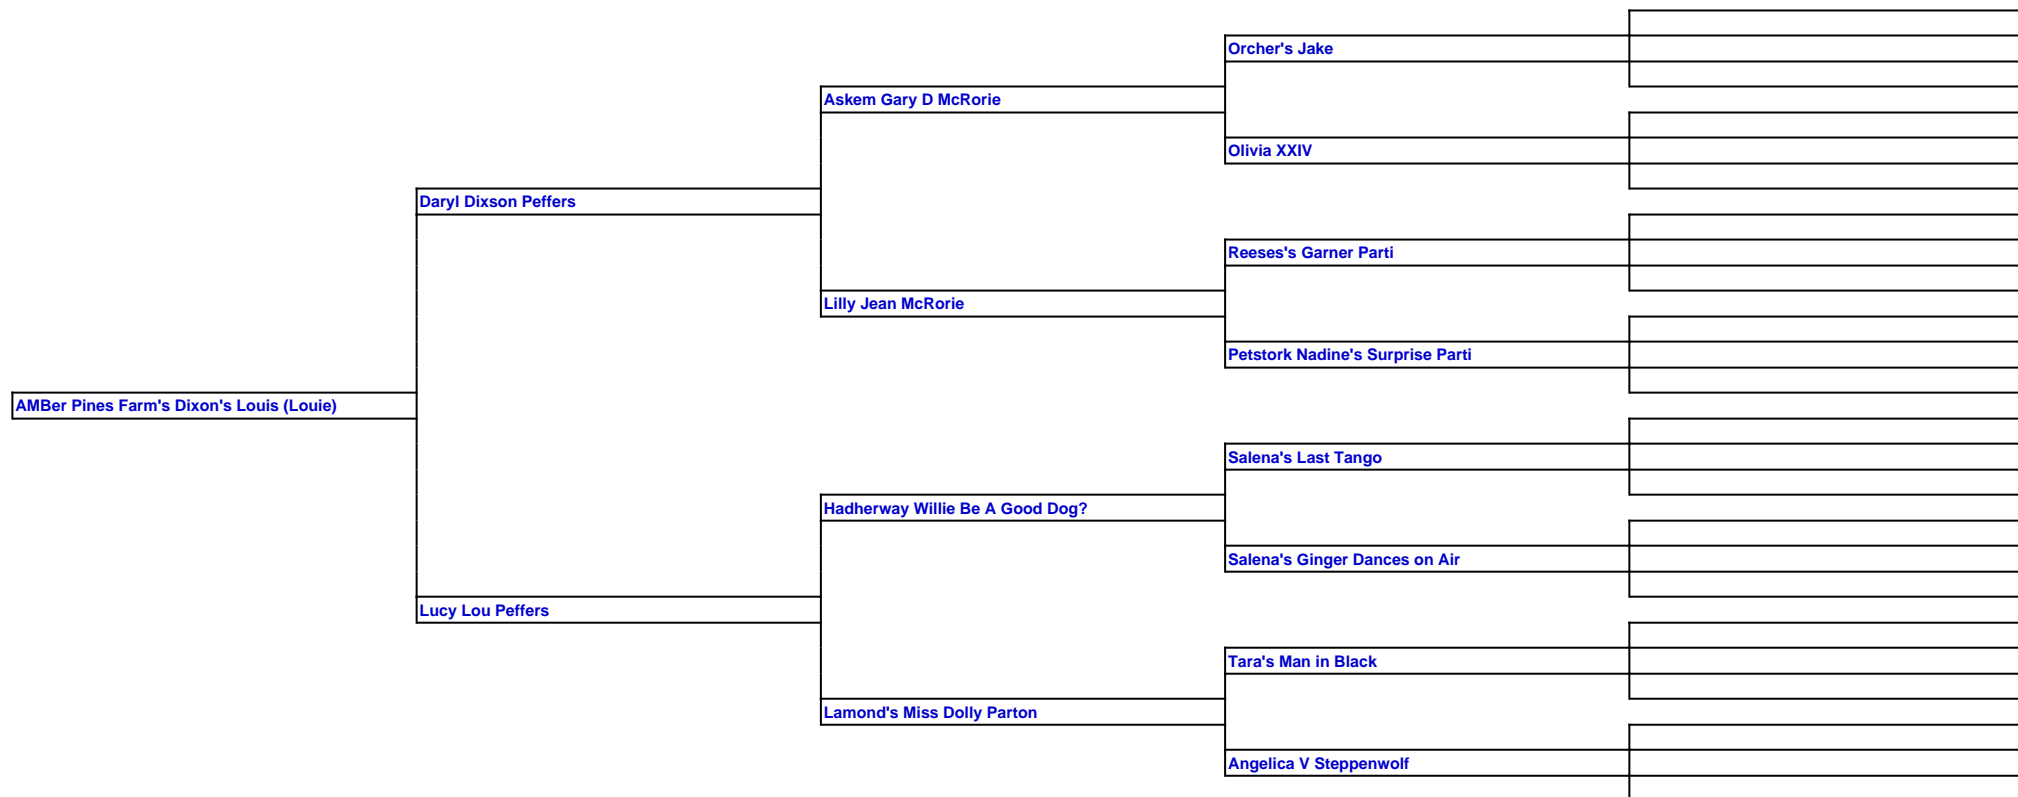 Orcher's Jake
Askem Gary D McRorie
Olivia XXIV
Daryl Dixson Peffers
Reeses's Garner Parti
Lilly Jean McRorie
Petstork Nadine's Surprise Parti
AMBer Pines Farm's Dixon's Louis (Louie)
Salena's Last Tango
Hadherway Willie Be A Good Dog?
Salena's Ginger Dances on Air
Lucy Lou Peffers
Tara's Man in Black
Lamond's Miss Dolly Parton
Angelica V Steppenwolf